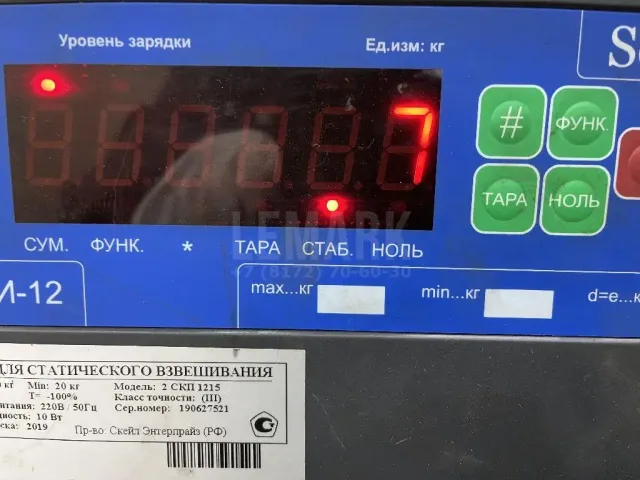 Уровень зарядки
Ед.изм: кг
7
#
ФУНК.
ТАРА
НОЛЬ
СУМ. ФУНК. * ТАРА СТАБ. НОЛЬ
LEMARK
+7 (8172) 70-60-30
И-12
max...кг
min...кг
d=e...к
ДЛЯ СТАТИЧЕСКОГО ВЗВЕШИВАНИЯ
кг Min: 20 кг Модель: 2 СКП 1215
T= -100% Класс точности: (III)
220В / 50Гц Сер.номер: 190627521
10 Вт
2019 Пр-во: Скейл Энтерпрайз (РФ)